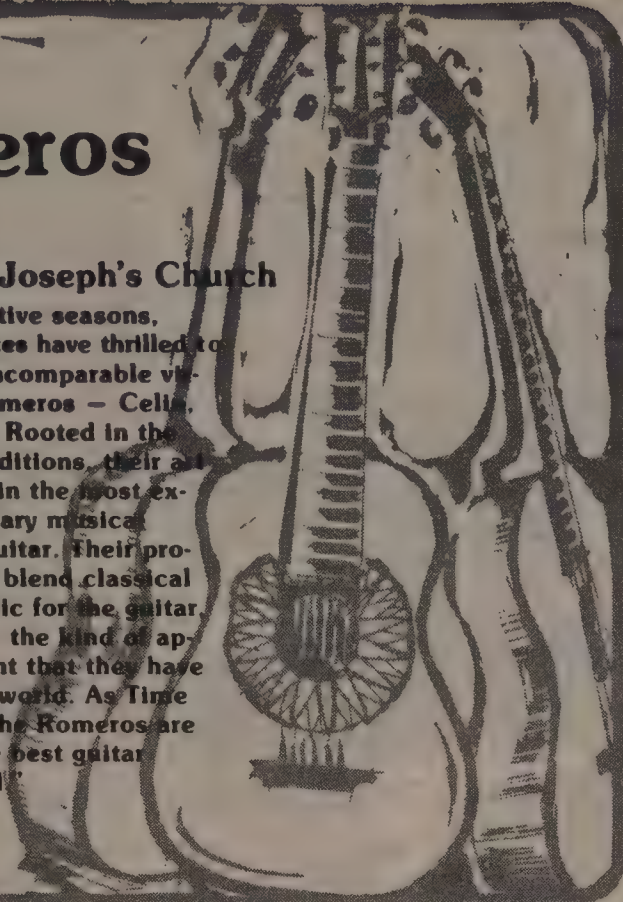 eros
Joseph's Church
tive seasons,
es have thrilled to
ncomparable vir-
meros — Celin,
Rooted in the
ditions, their art
in the most ex-
ary musical
uitar. Their pro-
blend classical
ic for the guitar,
the kind of ap-
nt that they have
world. As Time
he Romeros are
best guitar